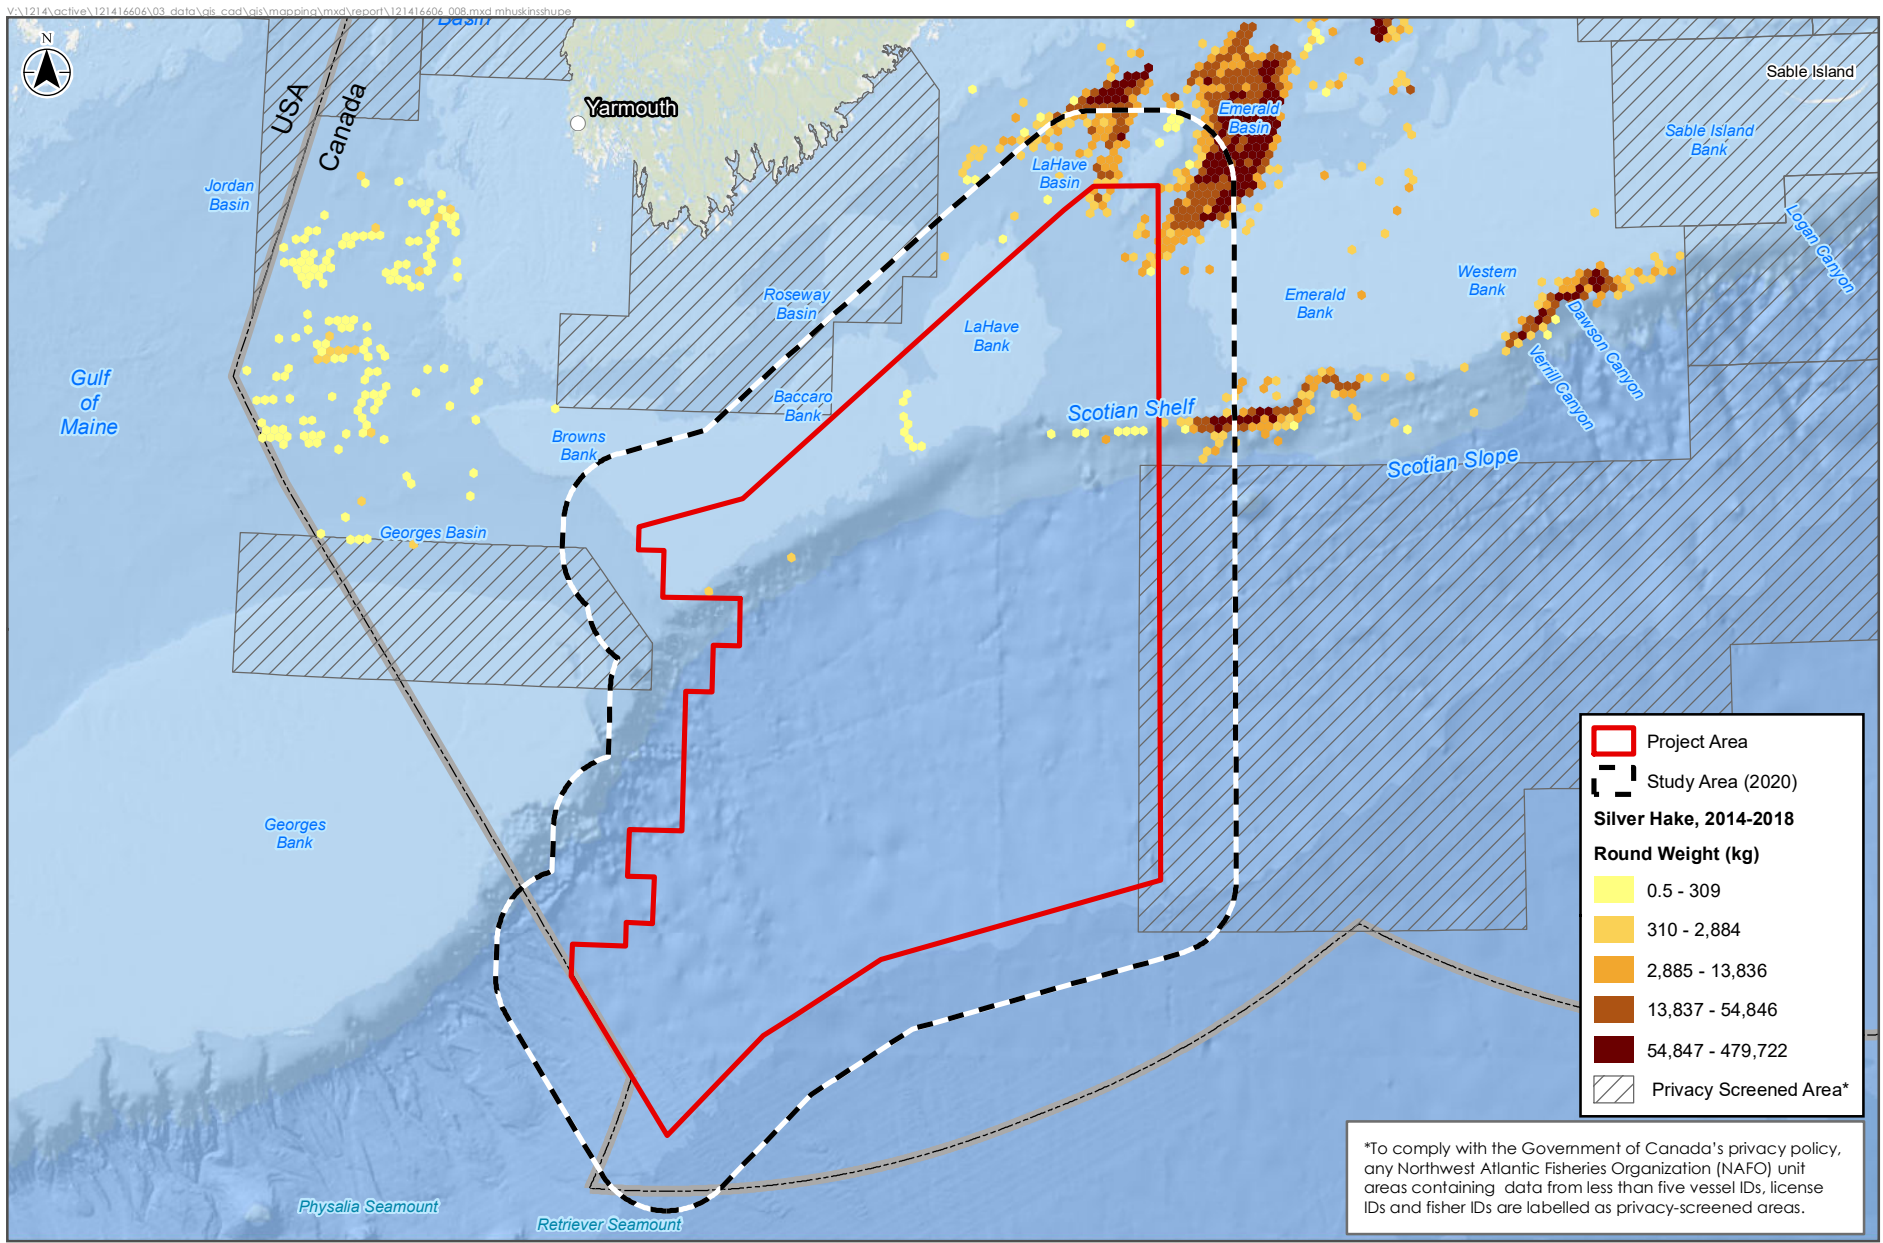 V:\1214\active\121416606\03_data\gis_cad\gis\mapping\mxd\report\121416606_008.mxd mhuskinsshupe
Basin
N
Sable Island
USA
Canada
Yarmouth
Emerald
Basin
Sable Island
Bank
LaHave
Basin
Jordan
Basin
Logan Canyon
Roseway
Basin
Western
Bank
Emerald
Bank
LaHave
Bank
Dawson Canyon
Verrill Canyon
Gulf
of
Maine
Baccaro
Bank
Scotian Shelf
Browns
Bank
Scotian Slope
Georges Basin
Georges
Bank
Physalia Seamount
Retriever Seamount
Project Area
Study Area (2020)
Silver Hake, 2014-2018
Round Weight (kg)
0.5 - 309
310 - 2,884
2,885 - 13,836
13,837 - 54,846
54,847 - 479,722
Privacy Screened Area*
*To comply with the Government of Canada's privacy policy,
any Northwest Atlantic Fisheries Organization (NAFO) unit
areas containing data from less than five vessel IDs, license
IDs and fisher IDs are labelled as privacy-screened areas.